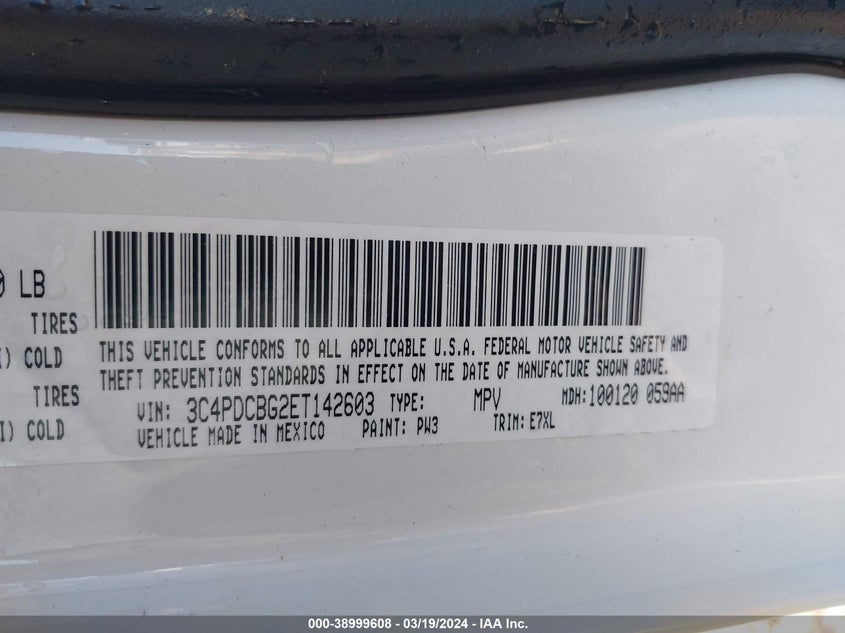 0 LB
TIRES
I) COLD
TIRES
I) COLD
THIS VEHICLE CONFORMS TO ALL APPLICABLE U.S.A. FEDERAL MOTOR VEHICLE SAFETY AND
THEFT PREVENTION STANDARDS IN EFFECT ON THE DATE OF MANUFACTURE SHOWN ABOVE.
VIN: 3C4PDCBG2ET142603 TYPE: MPV MDH: 100120 059AA
VEHICLE MADE IN MEXICO PAINT: PW3 TRIM: E7XL
000-38999608 - 03/19/2024 - IAA Inc.